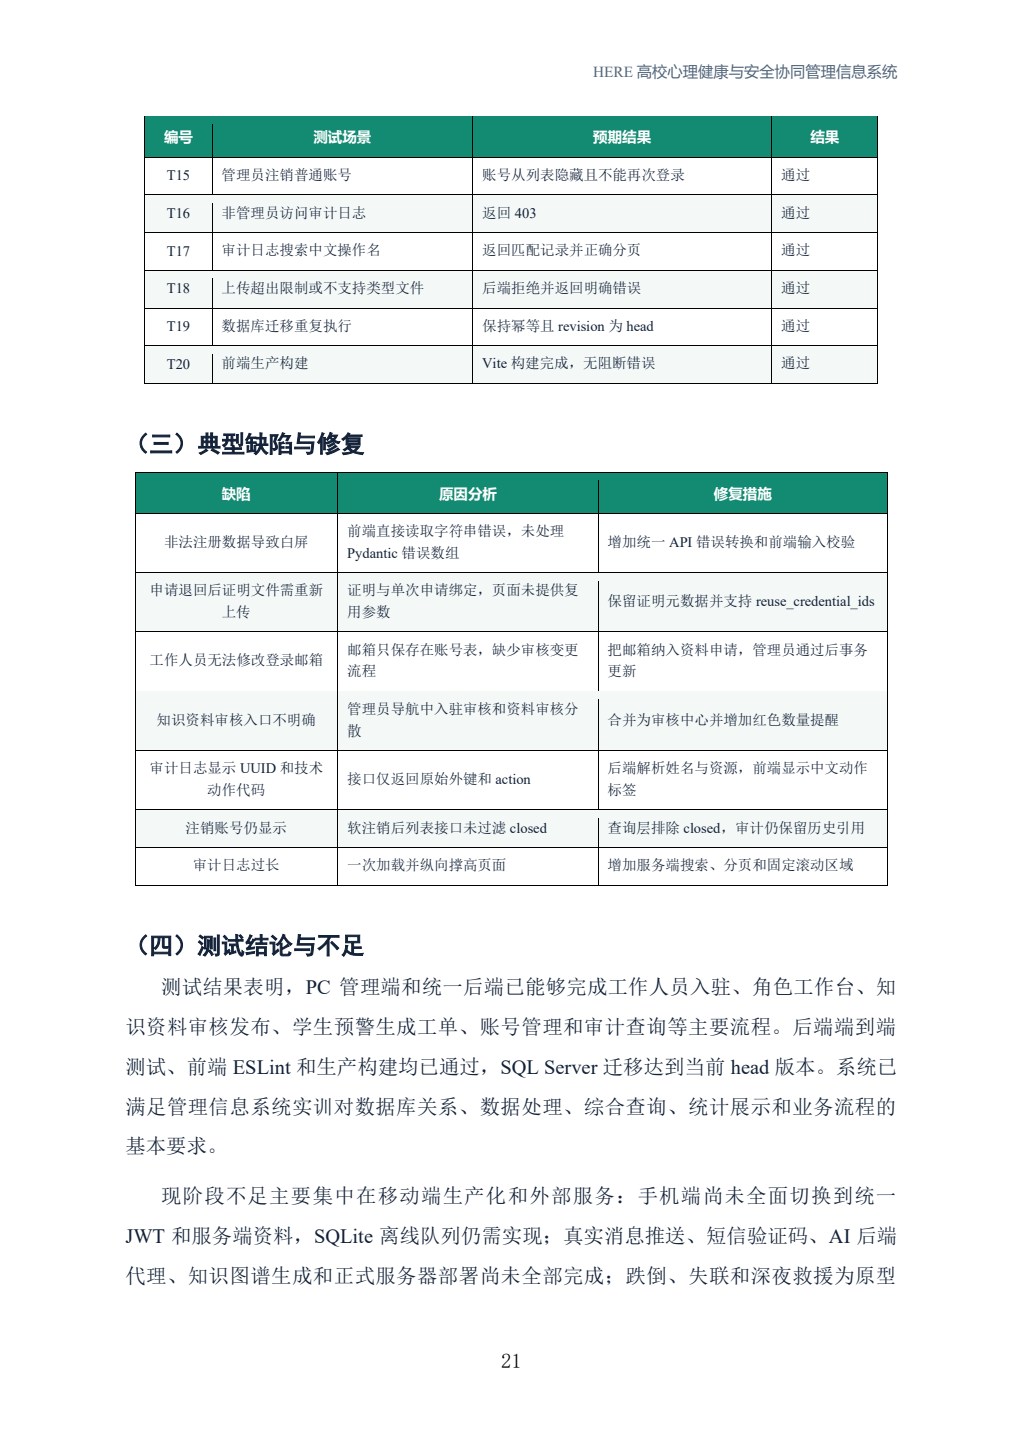 HERE 高校心理健康与安全协同管理信息系统
编号 测试场景 预期结果 结果
T15 管理员注销普通账号 账号从列表隐藏且不能再次登录 通过
T16 非管理员访问审计日志 返回 403 通过
T17 审计日志搜索中文操作名 返回匹配记录并正确分页 通过
T18 上传超出限制或不支持类型文件 后端拒绝并返回明确错误 通过
T19 数据库迁移重复执行 保持幂等且 revision 为 head 通过
T20 前端生产构建 Vite 构建完成，无阻断错误 通过
（三）典型缺陷与修复
缺陷 原因分析 修复措施
非法注册数据导致白屏
前端直接读取字符串错误，未处理
Pydantic 错误数组
增加统一 API 错误转换和前端输入校验
申请退回后证明文件需重新
上传
证明与单次申请绑定，页面未提供复
用参数
保留证明元数据并支持 reuse_credential_ids
工作人员无法修改登录邮箱
邮箱只保存在账号表，缺少审核变更
流程
把邮箱纳入资料申请，管理员通过后事务
更新
知识资料审核入口不明确
管理员导航中入驻审核和资料审核分
散
合并为审核中心并增加红色数量提醒
审计日志显示 UUID 和技术
动作代码
接口仅返回原始外键和 action
后端解析姓名与资源，前端显示中文动作
标签
注销账号仍显示 软注销后列表接口未过滤 closed 查询层排除 closed，审计仍保留历史引用
审计日志过长 一次加载并纵向撑高页面 增加服务端搜索、分页和固定滚动区域
（四）测试结论与不足
测试结果表明，PC 管理端和统一后端已能够完成工作人员入驻、角色工作台、知
识资料审核发布、学生预警生成工单、账号管理和审计查询等主要流程。后端端到端
测试、前端 ESLint 和生产构建均已通过，SQL Server 迁移达到当前 head 版本。系统已
满足管理信息系统实训对数据库关系、数据处理、综合查询、统计展示和业务流程的
基本要求。
现阶段不足主要集中在移动端生产化和外部服务：手机端尚未全面切换到统一
JWT 和服务端资料，SQLite 离线队列仍需实现；真实消息推送、短信验证码、AI 后端
代理、知识图谱生成和正式服务器部署尚未全部完成；跌倒、失联和深夜救援为原型
21